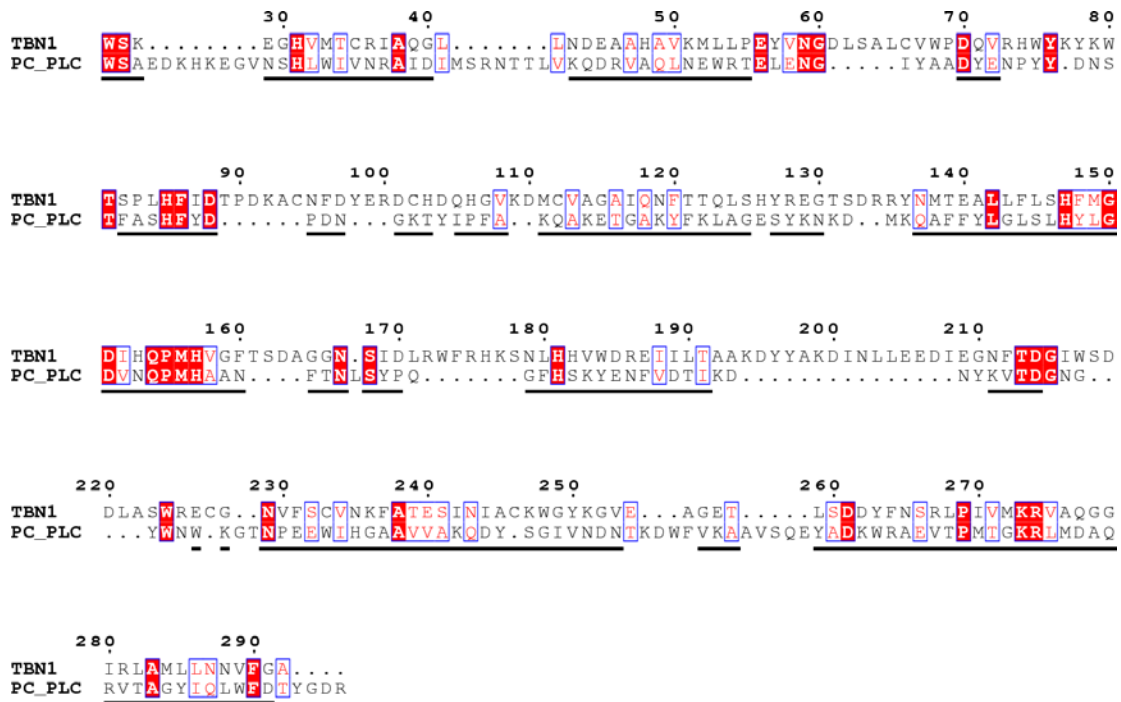 30 40 50 60 70 80
TBN1 WSK........EGHVMTCRIAQGL.......LNDEAAHAVKMLLPEYVNGDLSALCVWPDQVRHWYKYKW
PC_PLC WSAEDKHKEGVNSHLWIVNRAIDIMSRNTTLVKQDRVAQLNEWRTELENG.....IYAADYENPYY.DNS
90 100 110 120 130 140 150
TBN1 TSPLHFIDTPDKACNFDYERDCHDQHGVKDMCVAGAIQNFTTQLSHYREGTSDRRYNMTEALLFLSHFMG
PC_PLC TFASHFYD......PDN...GKTYIPFA..KQAKETGAKYFKLAGESYKNKD..MKQAFFYLGLSLHYLG
160 170 180 190 200 210
TBN1 DIHQPMHVGFTSDAGGN.SIDLRWFRHKSNLHHVWDREIILTAAKDYYAKDINLLEEDIEGNFTDGIWSD
PC_PLC DVNQPMHAAN....FTNLSYPQ.......GFHSKYENFVDTIKD...............NYKVTDGNG..
220 230 240 250 260 270
TBN1 DLASWRECG..NVFSCVNKFATESINIACKWGYKGVE...AGET.....LSDDYFNSRLPIVMKRVAQGG
PC_PLC ...YWNW.KGTNPEEWIHGAAVVAKQDY.SGIVNDNTKDWFVKAAVSQEYADKWRAEVTPMTGKRLMDAQ
280 290
TBN1 IRLAMLLNNVFGA....
PC_PLC RVTAGYIQLWFDTYGDR